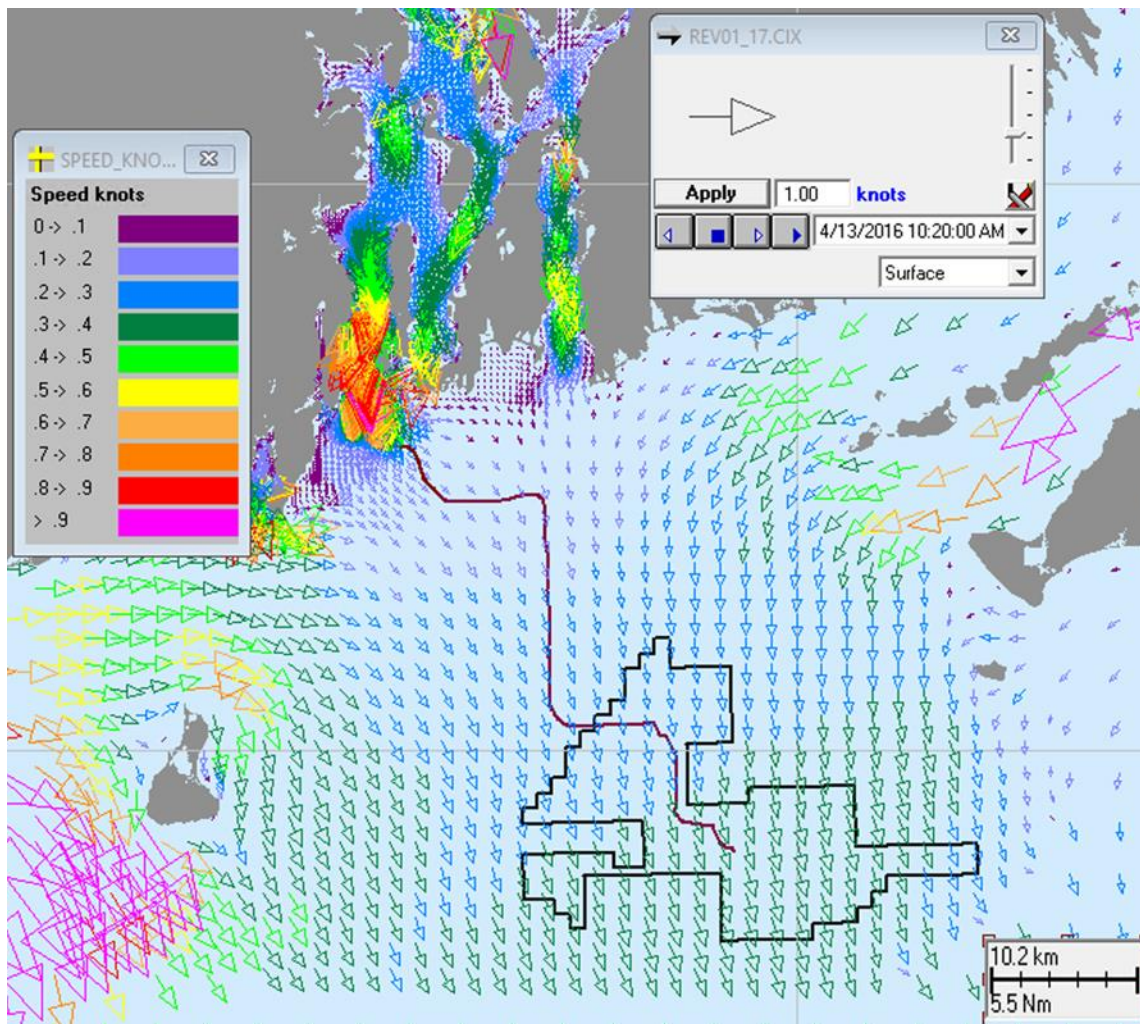 REV01_17.CIX
SPEED_KNO...
Speed knots
0 -> .1
.1 -> .2
.2 -> .3
.3 -> .4
.4 -> .5
.5 -> .6
.6 -> .7
.7 -> .8
.8 -> .9
> .9
Apply 1.00 knots
4/13/2016 10:20:00 AM
Surface
10.2 km
5.5 Nm